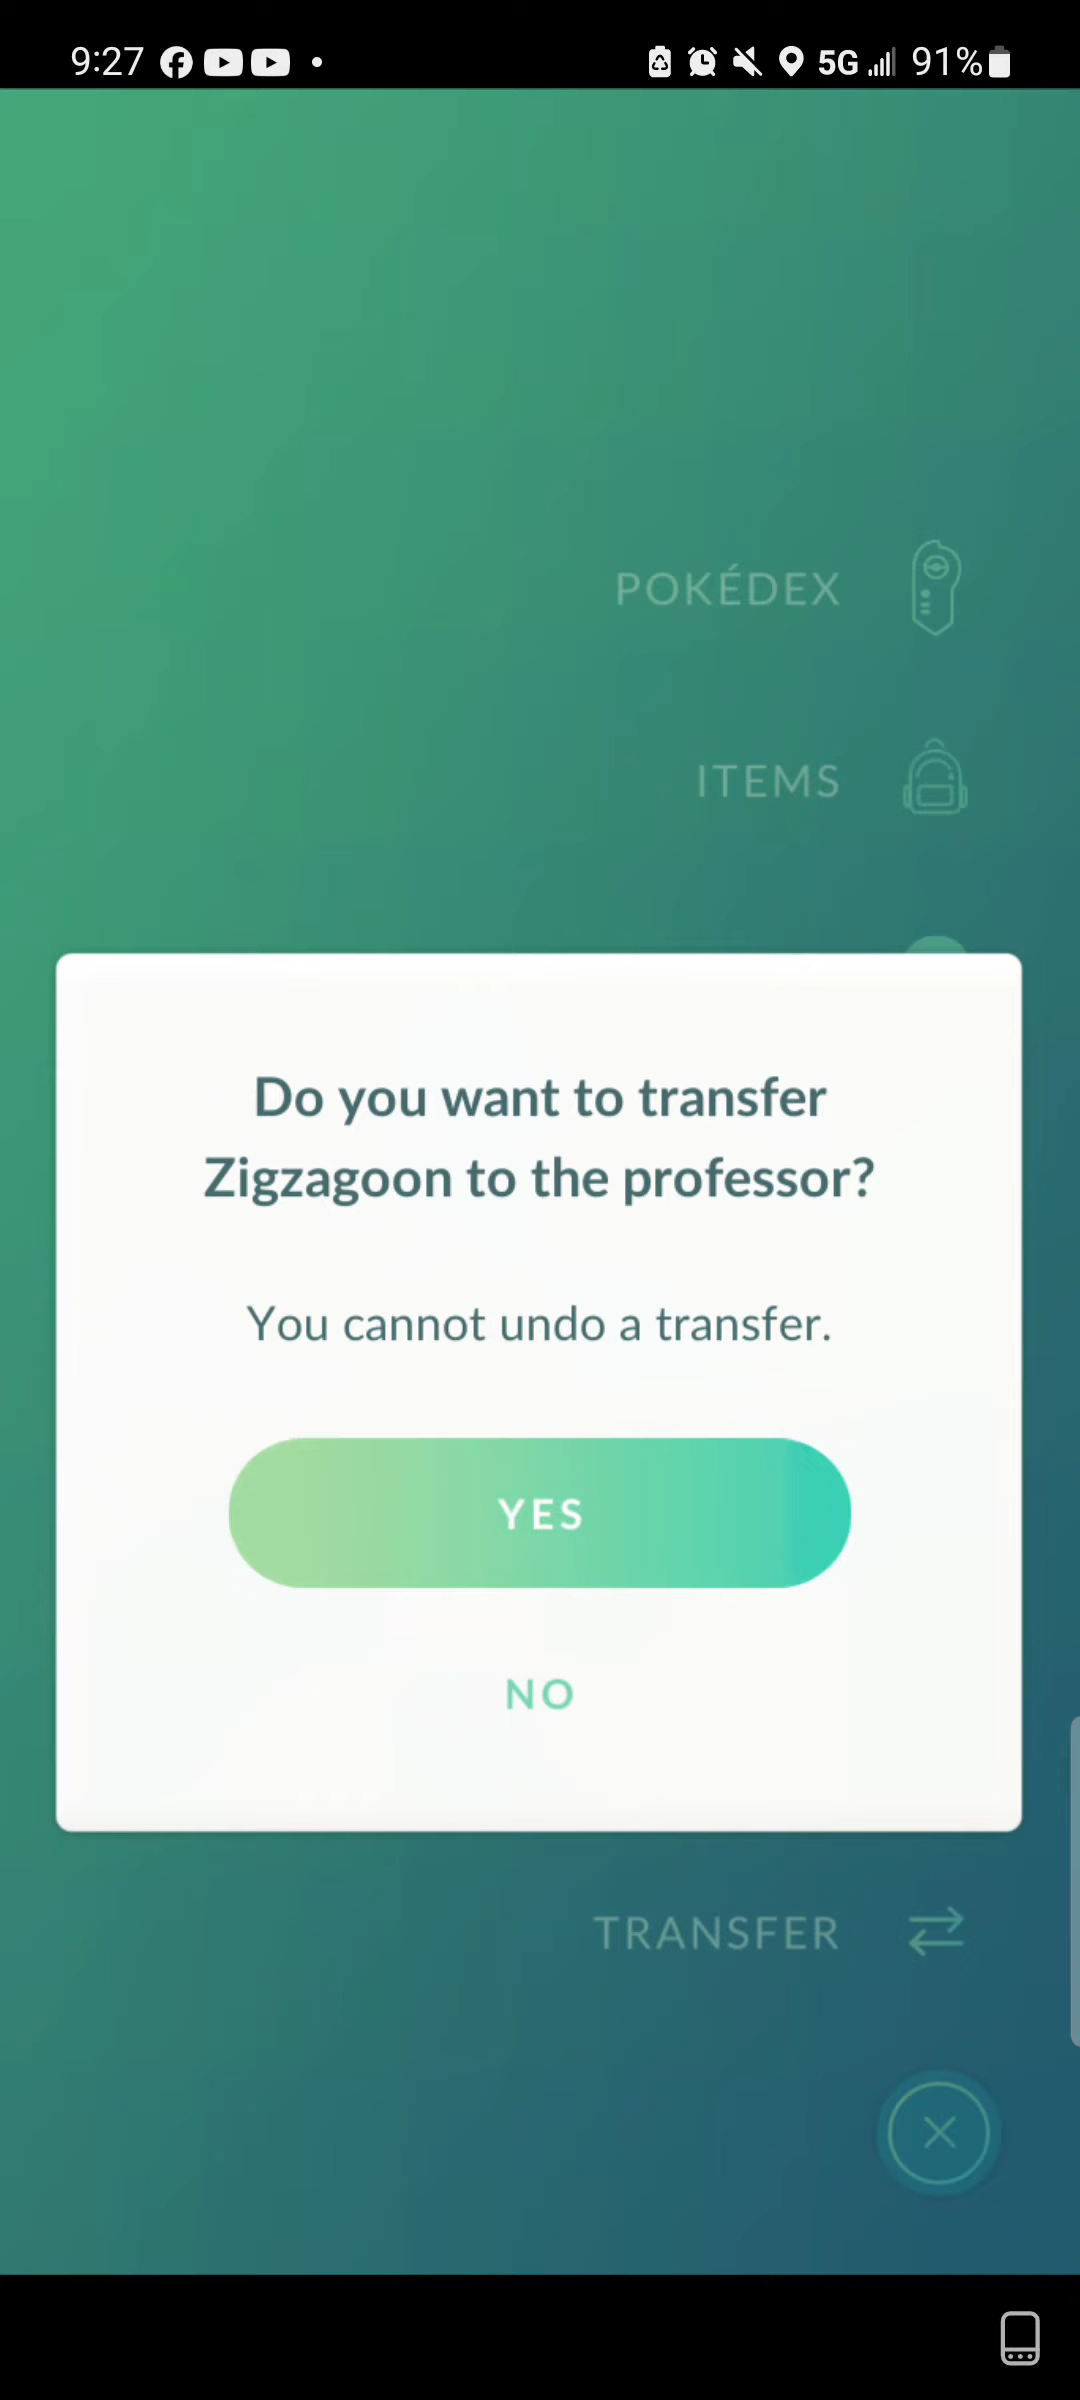 9:27 5G 91%
POKÉDEX
ITEMS
Do you want to transfer
Zigzagoon to the professor?
You cannot undo a transfer.
YES
NO
TRANSFER